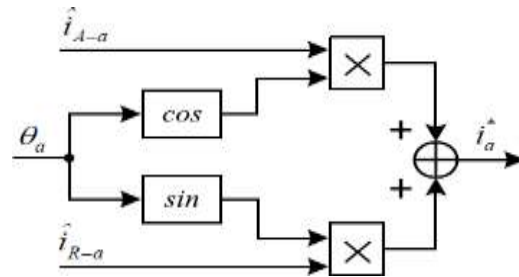 î_{A-a}
×
cos
θ_a
+
i_a^*
+
sin
×
î_{R-a}